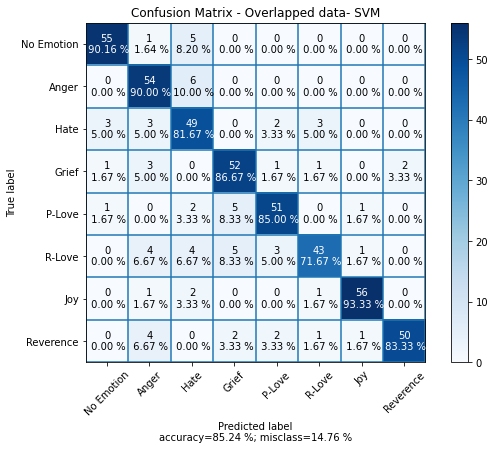 Confusion Matrix - Overlapped data- SVM
No Emotion 55 1 5 0 0 0 0 0
90.16 % 1.64 % 8.20 % 0.00 % 0.00 % 0.00 % 0.00 % 0.00 %
Anger 0 54 6 0 0 0 0 0
0.00 % 90.00 % 10.00 % 0.00 % 0.00 % 0.00 % 0.00 % 0.00 %
Hate 3 3 49 0 2 3 0 0
5.00 % 5.00 % 81.67 % 0.00 % 3.33 % 5.00 % 0.00 % 0.00 %
Grief 1 3 0 52 1 1 0 2
1.67 % 5.00 % 0.00 % 86.67 % 1.67 % 1.67 % 0.00 % 3.33 %
P-Love 1 0 2 5 51 0 1 0
1.67 % 0.00 % 3.33 % 8.33 % 85.00 % 0.00 % 1.67 % 0.00 %
R-Love 0 4 4 5 3 43 1 0
0.00 % 6.67 % 6.67 % 8.33 % 5.00 % 71.67 % 1.67 % 0.00 %
Joy 0 1 2 0 0 1 56 0
0.00 % 1.67 % 3.33 % 0.00 % 0.00 % 1.67 % 93.33 % 0.00 %
Reverence 0 4 0 2 2 1 1 50
0.00 % 6.67 % 0.00 % 3.33 % 3.33 % 1.67 % 1.67 % 83.33 %
True label
No Emotion Anger Hate Grief P-Love R-Love Joy Reverence
Predicted label
accuracy=85.24 %; misclass=14.76 %
50
40
30
20
10
0